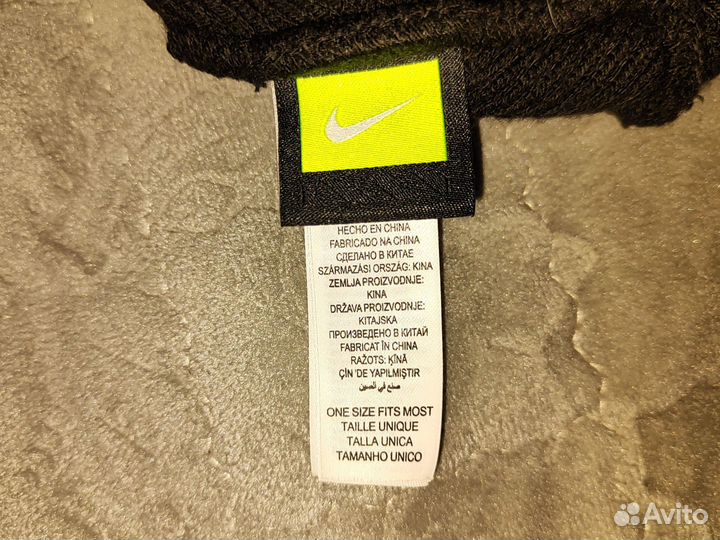 HECHO EN CHINA
FABRICADO NA CHINA
СДЕЛАНО В КИТАЕ
SZÁRMAZÁSI ORSZÁG: KINA
ZEMLJA PROIZVODNJE:
KINA
DRŽAVA PROIZVODNJE:
KITAJSKA
ПРОИЗВЕДЕНО В КИТАЙ
FABRICAT ÎN CHINA
RAŽOTS: ĶĪNĀ
ÇİN 'DE YAPILMIŞTIR
صنع في الصين
ONE SIZE FITS MOST
TAILLE UNIQUE
TALLA UNICA
TAMANHO UNICO
Avito